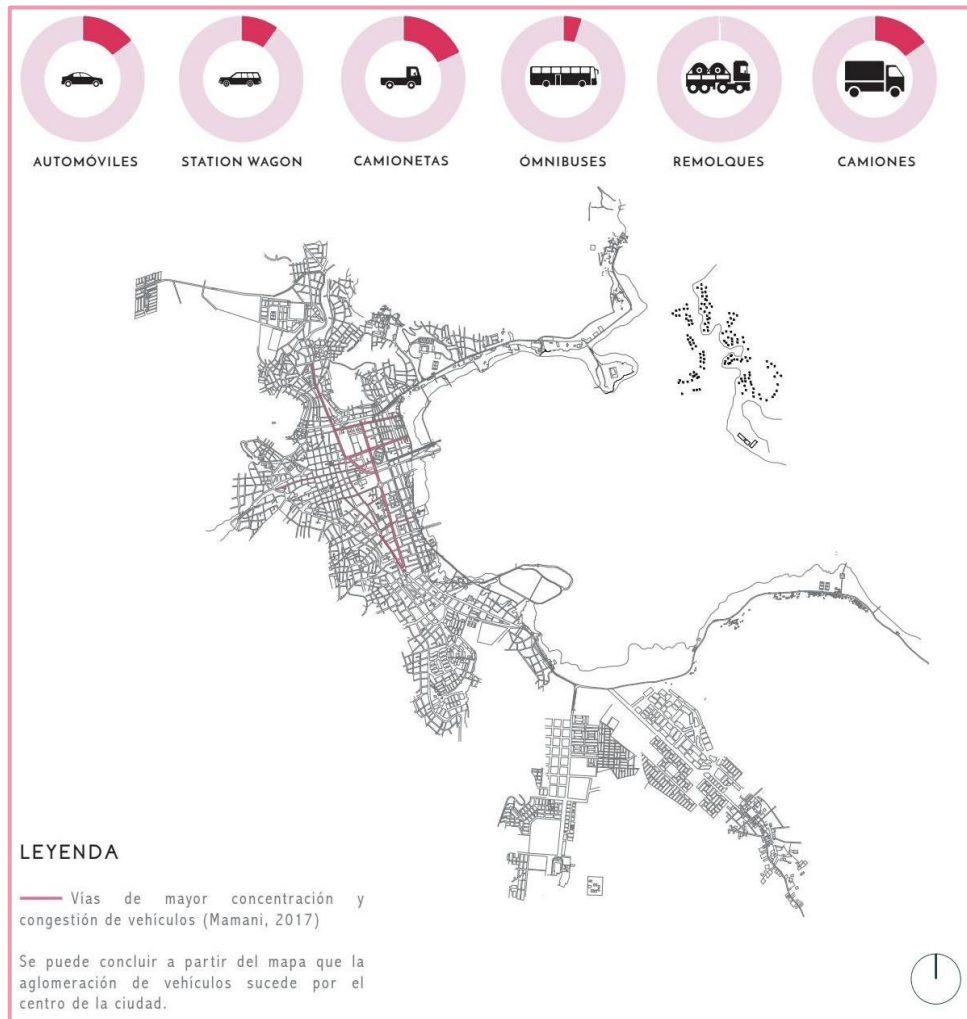 AUTOMÓVILES
STATION WAGON
CAMIONETAS
ÓMNIBUSES
REMOLQUES
CAMIONES
LEYENDA
Vías de mayor concentración y
congestión de vehículos (Mamani, 2017)
Se puede concluir a partir del mapa que la
aglomeración de vehículos sucede por el
centro de la ciudad.